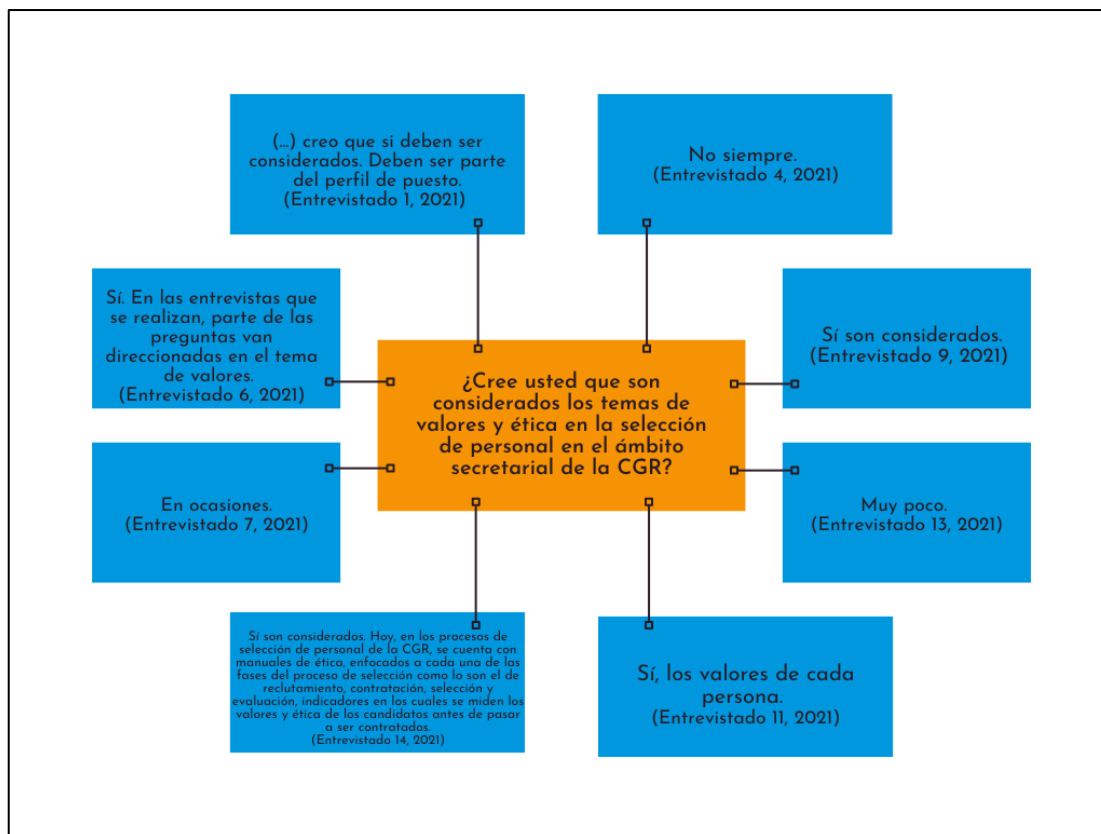 (...) creo que si deben ser
considerados. Deben ser parte
del perfil de puesto.
(Entrevistado 1, 2021)
No siempre.
(Entrevistado 4, 2021)
Sí. En las entrevistas que
se realizan, parte de las
preguntas van
direccionadas en el tema
de valores.
(Entrevistado 6, 2021)
Sí son considerados.
(Entrevistado 9, 2021)
¿Cree usted que son
considerados los temas de
valores y ética en la selección
de personal en el ámbito
secretarial de la CGR?
En ocasiones.
(Entrevistado 7, 2021)
Muy poco.
(Entrevistado 13, 2021)
Sí son considerados. Hoy, en los procesos de
selección de personal de la CGR, se cuenta con
manuales de ética, enfocados a cada una de las
fases del proceso de selección como lo son el de
reclutamiento, contratación, selección y
evaluación, indicadores en los cuales se miden los
valores y ética de los candidatos antes de pasar
a ser contratados.
(Entrevistado 14, 2021)
Sí, los valores de cada
persona.
(Entrevistado 11, 2021)